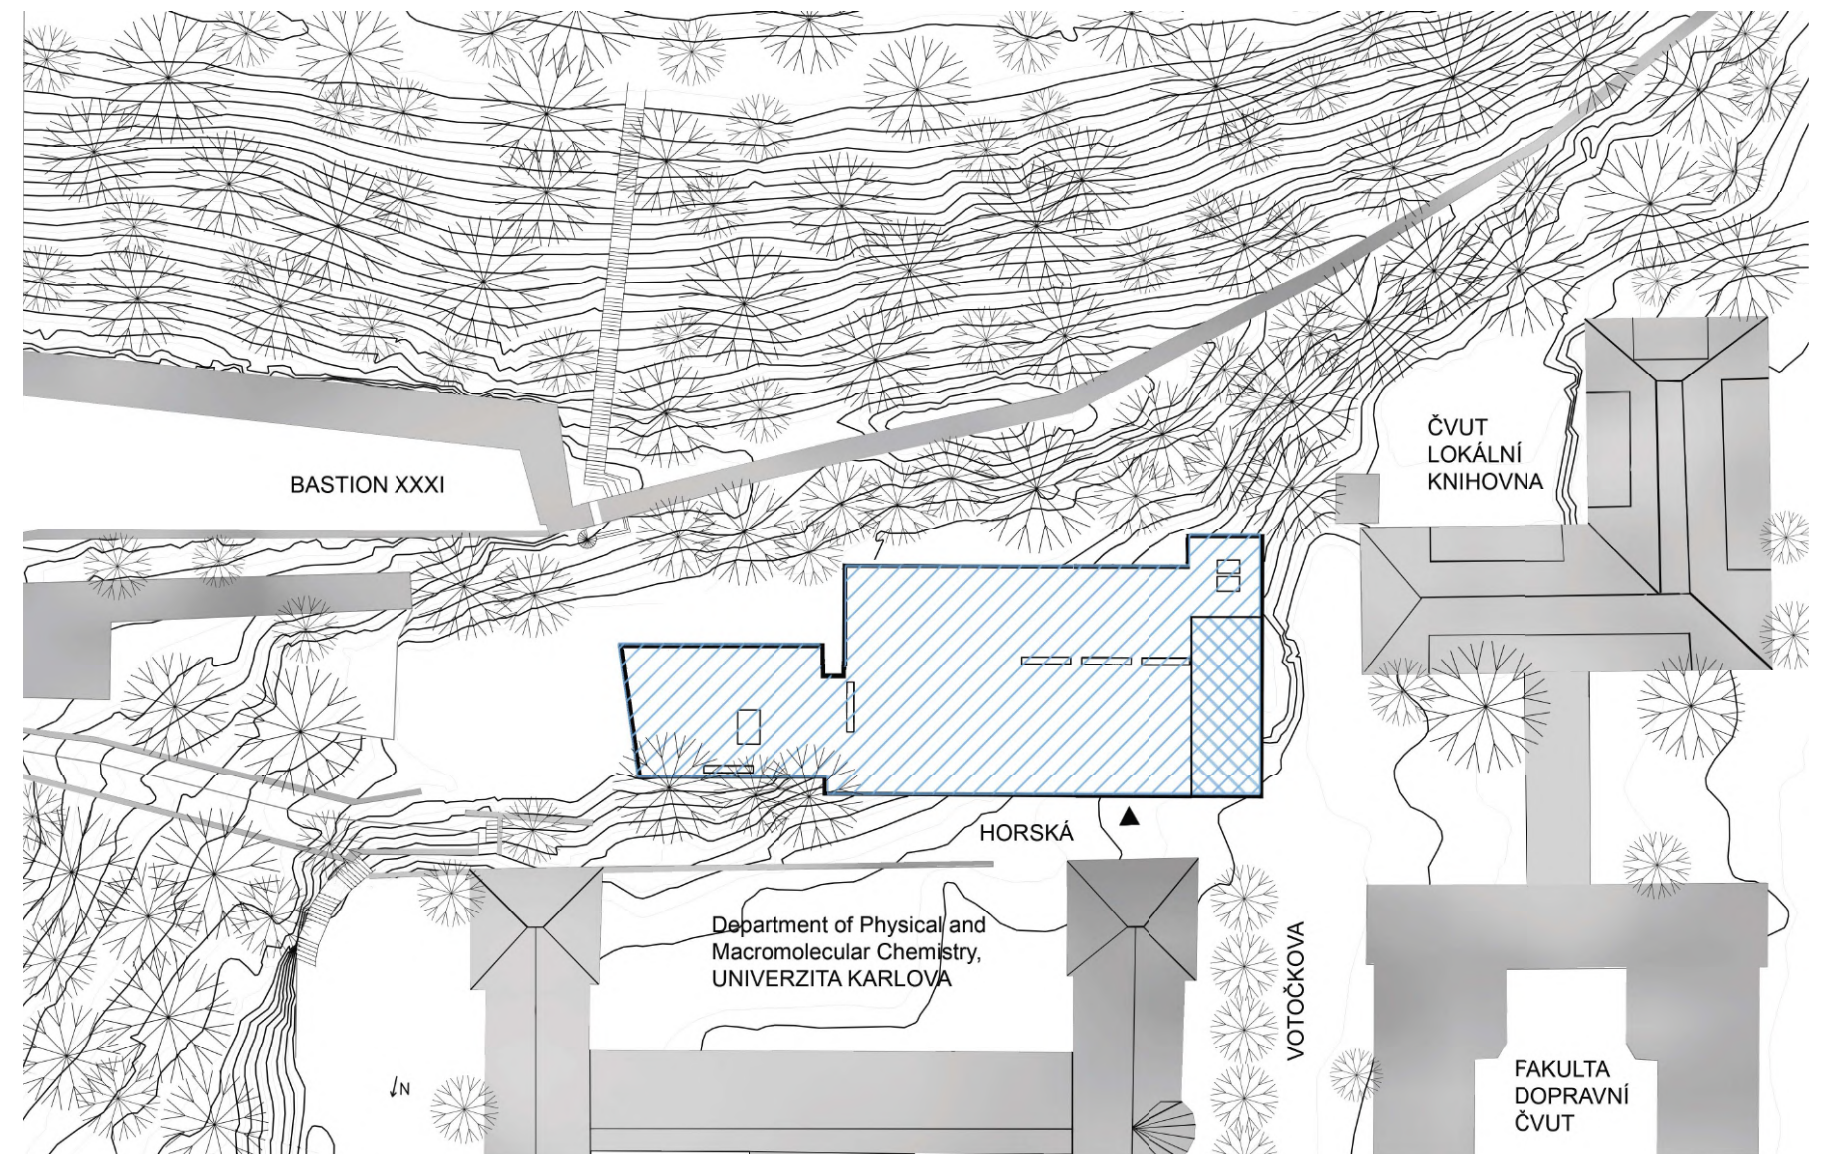 ČVUT
LOKÁLNÍ
KNIHOVNA
BASTION XXXI
HORSKÁ
Department of Physical and
Macromolecular Chemistry,
UNIVERZITA KARLOVA
VOTOČKOVA
FAKULTA
DOPRAVNÍ
ČVUT
N